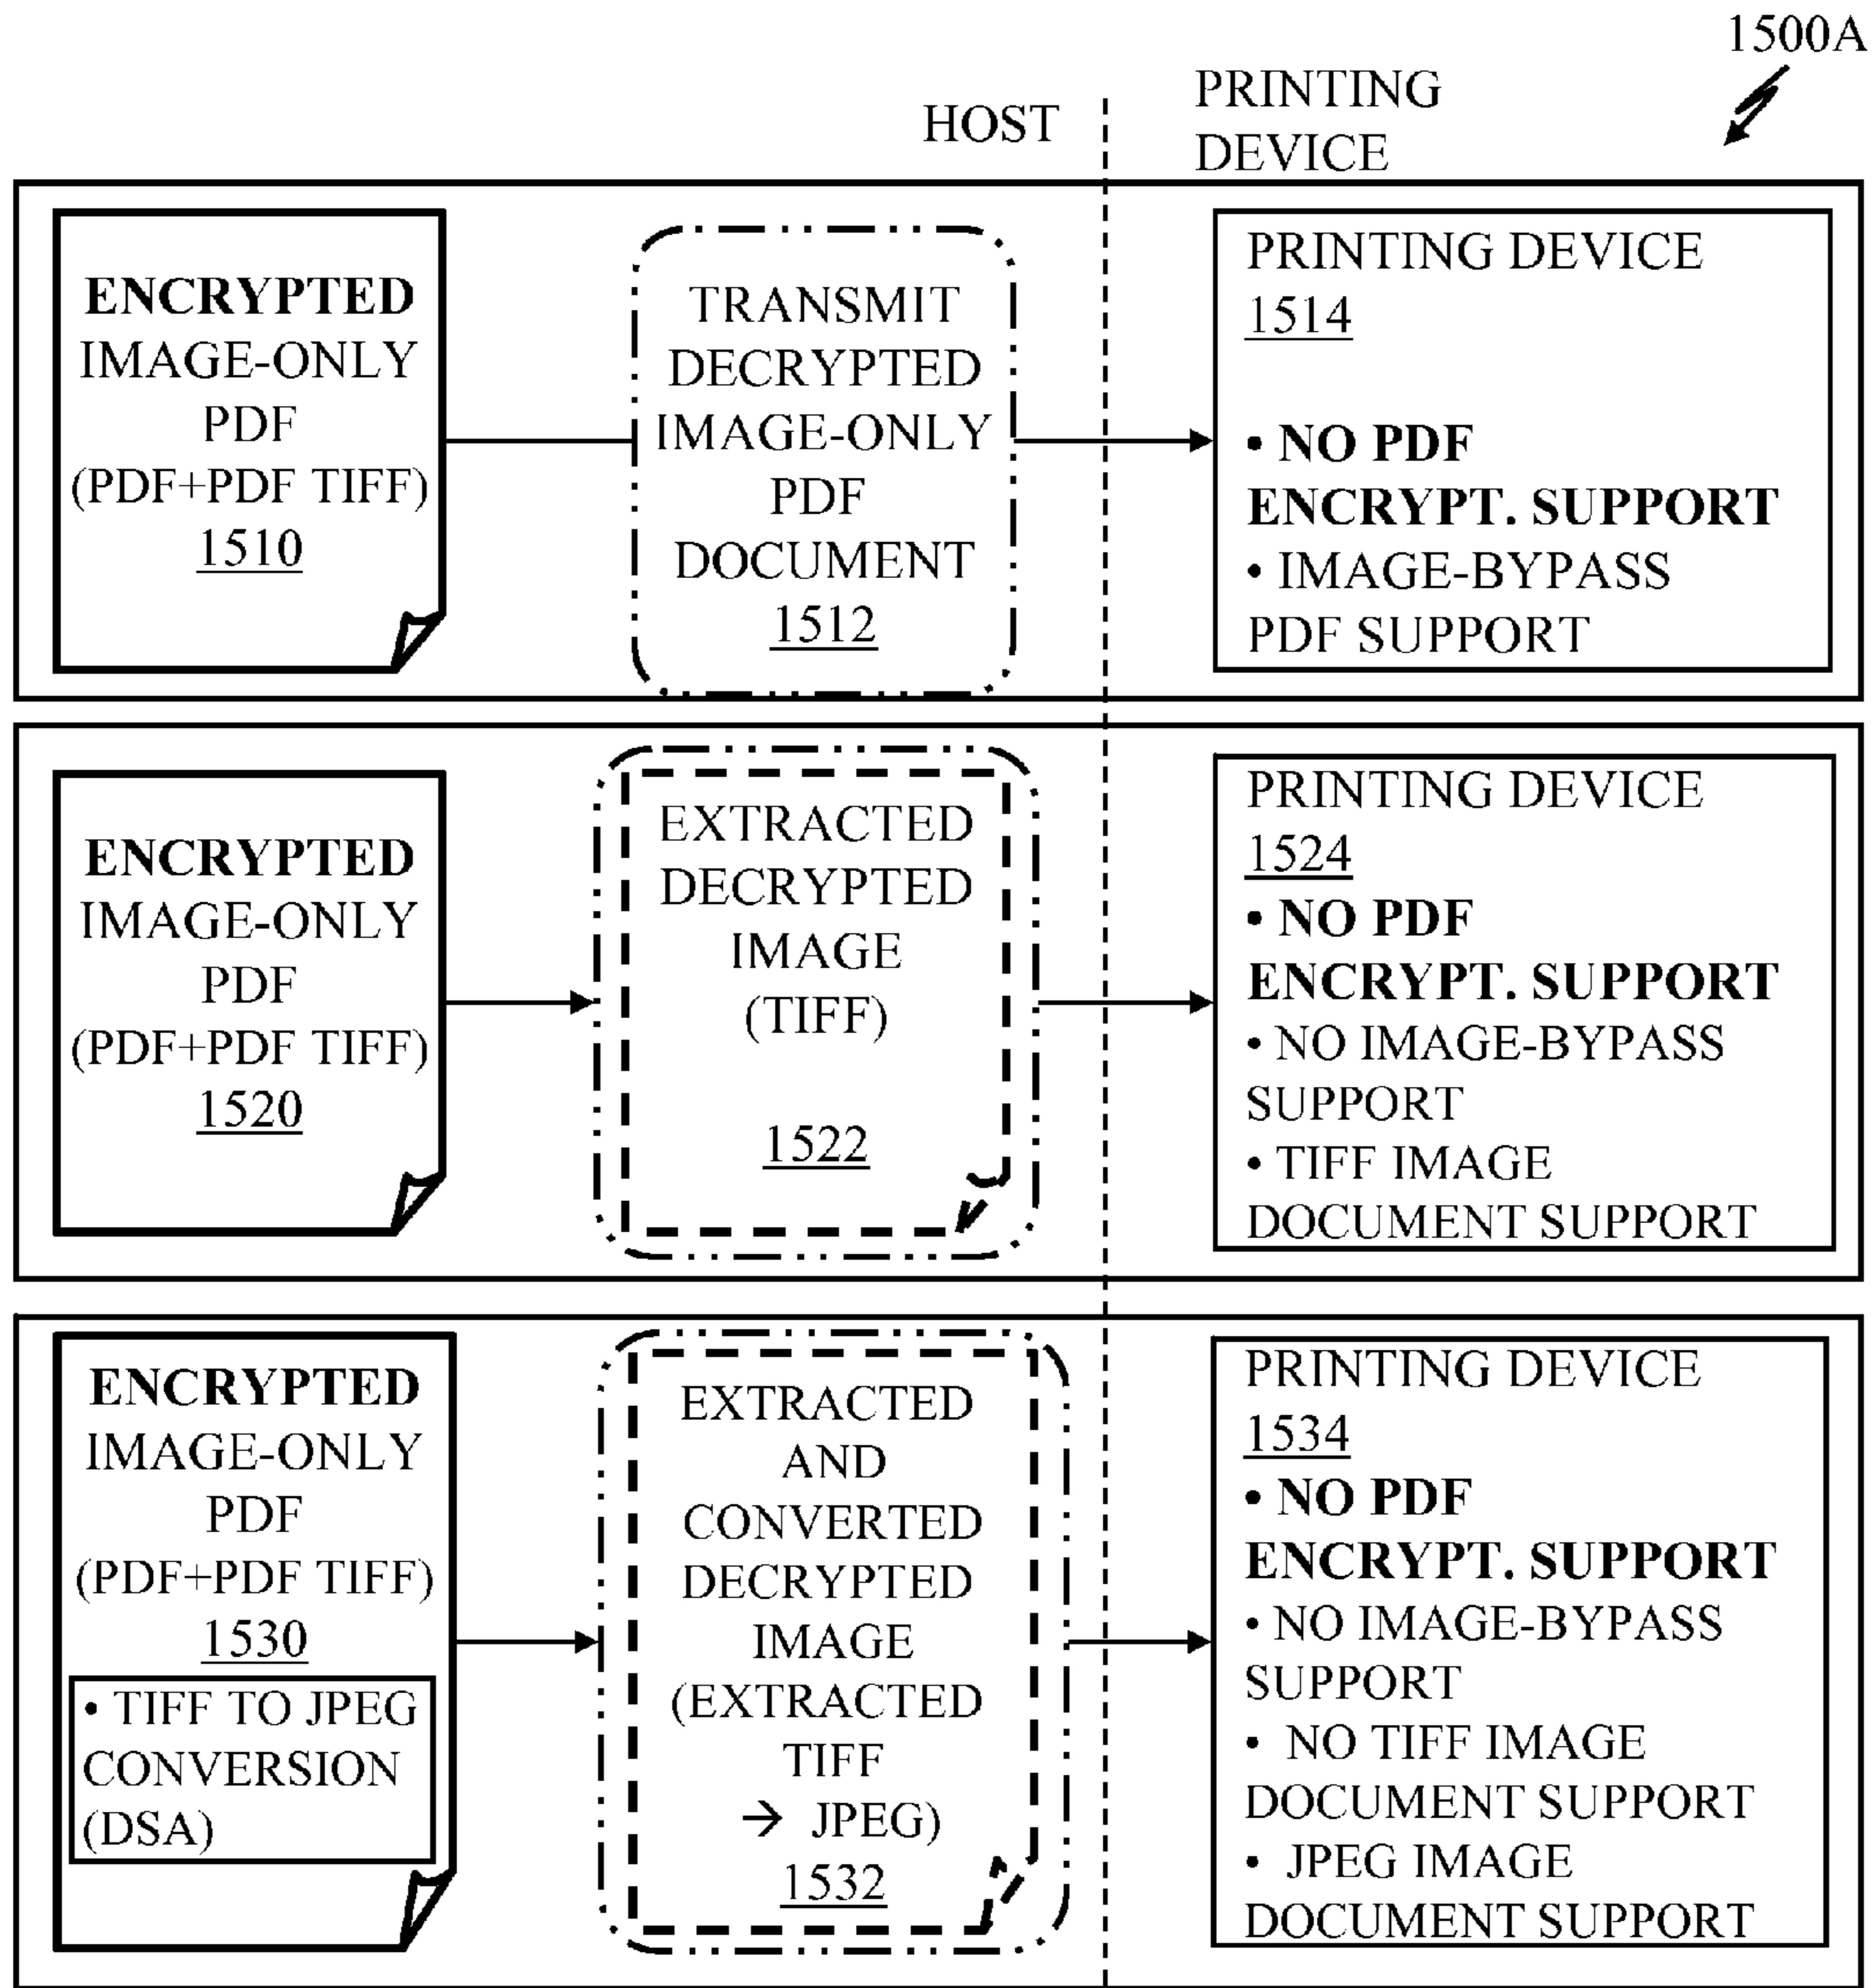 1500A
HOST
PRINTING
DEVICE
ENCRYPTED
IMAGE-ONLY
PDF
(PDF+PDF TIFF)
1510
TRANSMIT
DECRYPTED
IMAGE-ONLY
PDF
DOCUMENT
1512
PRINTING DEVICE
1514
• NO PDF
ENCRYPT. SUPPORT
• IMAGE-BYPASS
PDF SUPPORT
ENCRYPTED
IMAGE-ONLY
PDF
(PDF+PDF TIFF)
1520
EXTRACTED
DECRYPTED
IMAGE
(TIFF)
1522
PRINTING DEVICE
1524
• NO PDF
ENCRYPT. SUPPORT
• NO IMAGE-BYPASS
SUPPORT
• TIFF IMAGE
DOCUMENT SUPPORT
ENCRYPTED
IMAGE-ONLY
PDF
(PDF+PDF TIFF)
1530
• TIFF TO JPEG
CONVERSION
(DSA)
EXTRACTED
AND
CONVERTED
DECRYPTED
IMAGE
(EXTRACTED
TIFF
→ JPEG)
1532
PRINTING DEVICE
1534
• NO PDF
ENCRYPT. SUPPORT
• NO IMAGE-BYPASS
SUPPORT
• NO TIFF IMAGE
DOCUMENT SUPPORT
• JPEG IMAGE
DOCUMENT SUPPORT